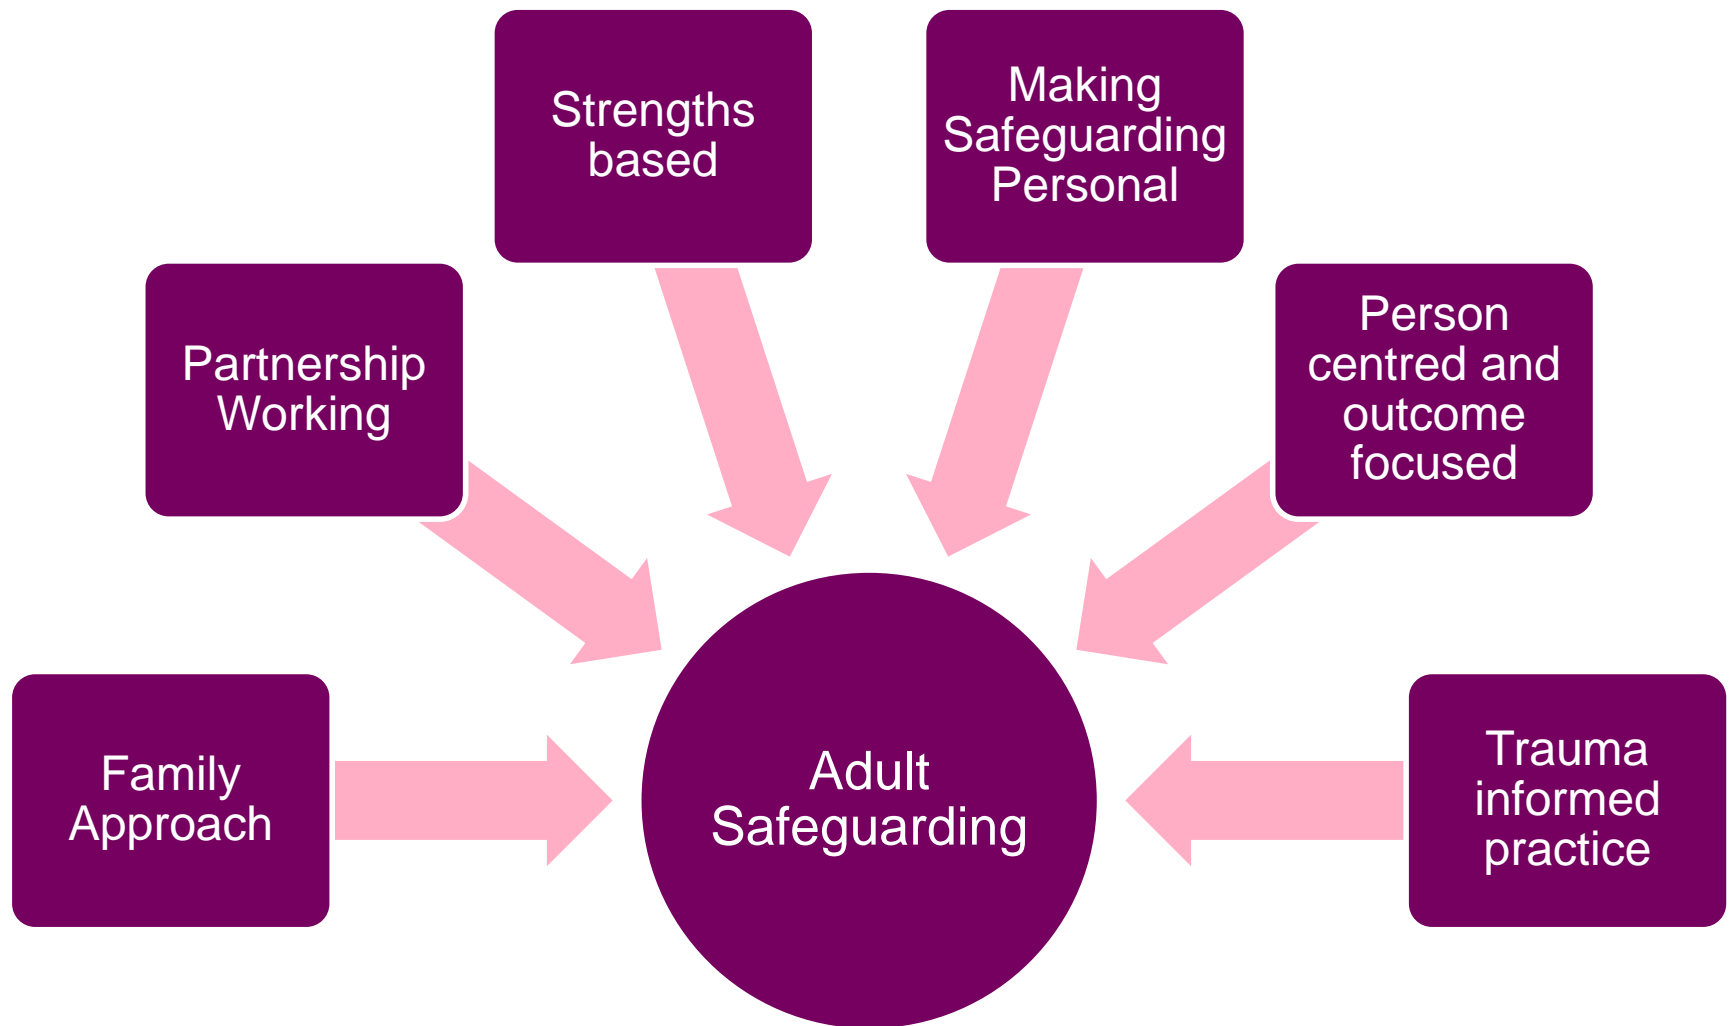 Strengths
based
Making
Safeguarding
Personal
Partnership
Working
Person
centred and
outcome
focused
Family
Approach
Adult
Safeguarding
Trauma
informed
practice